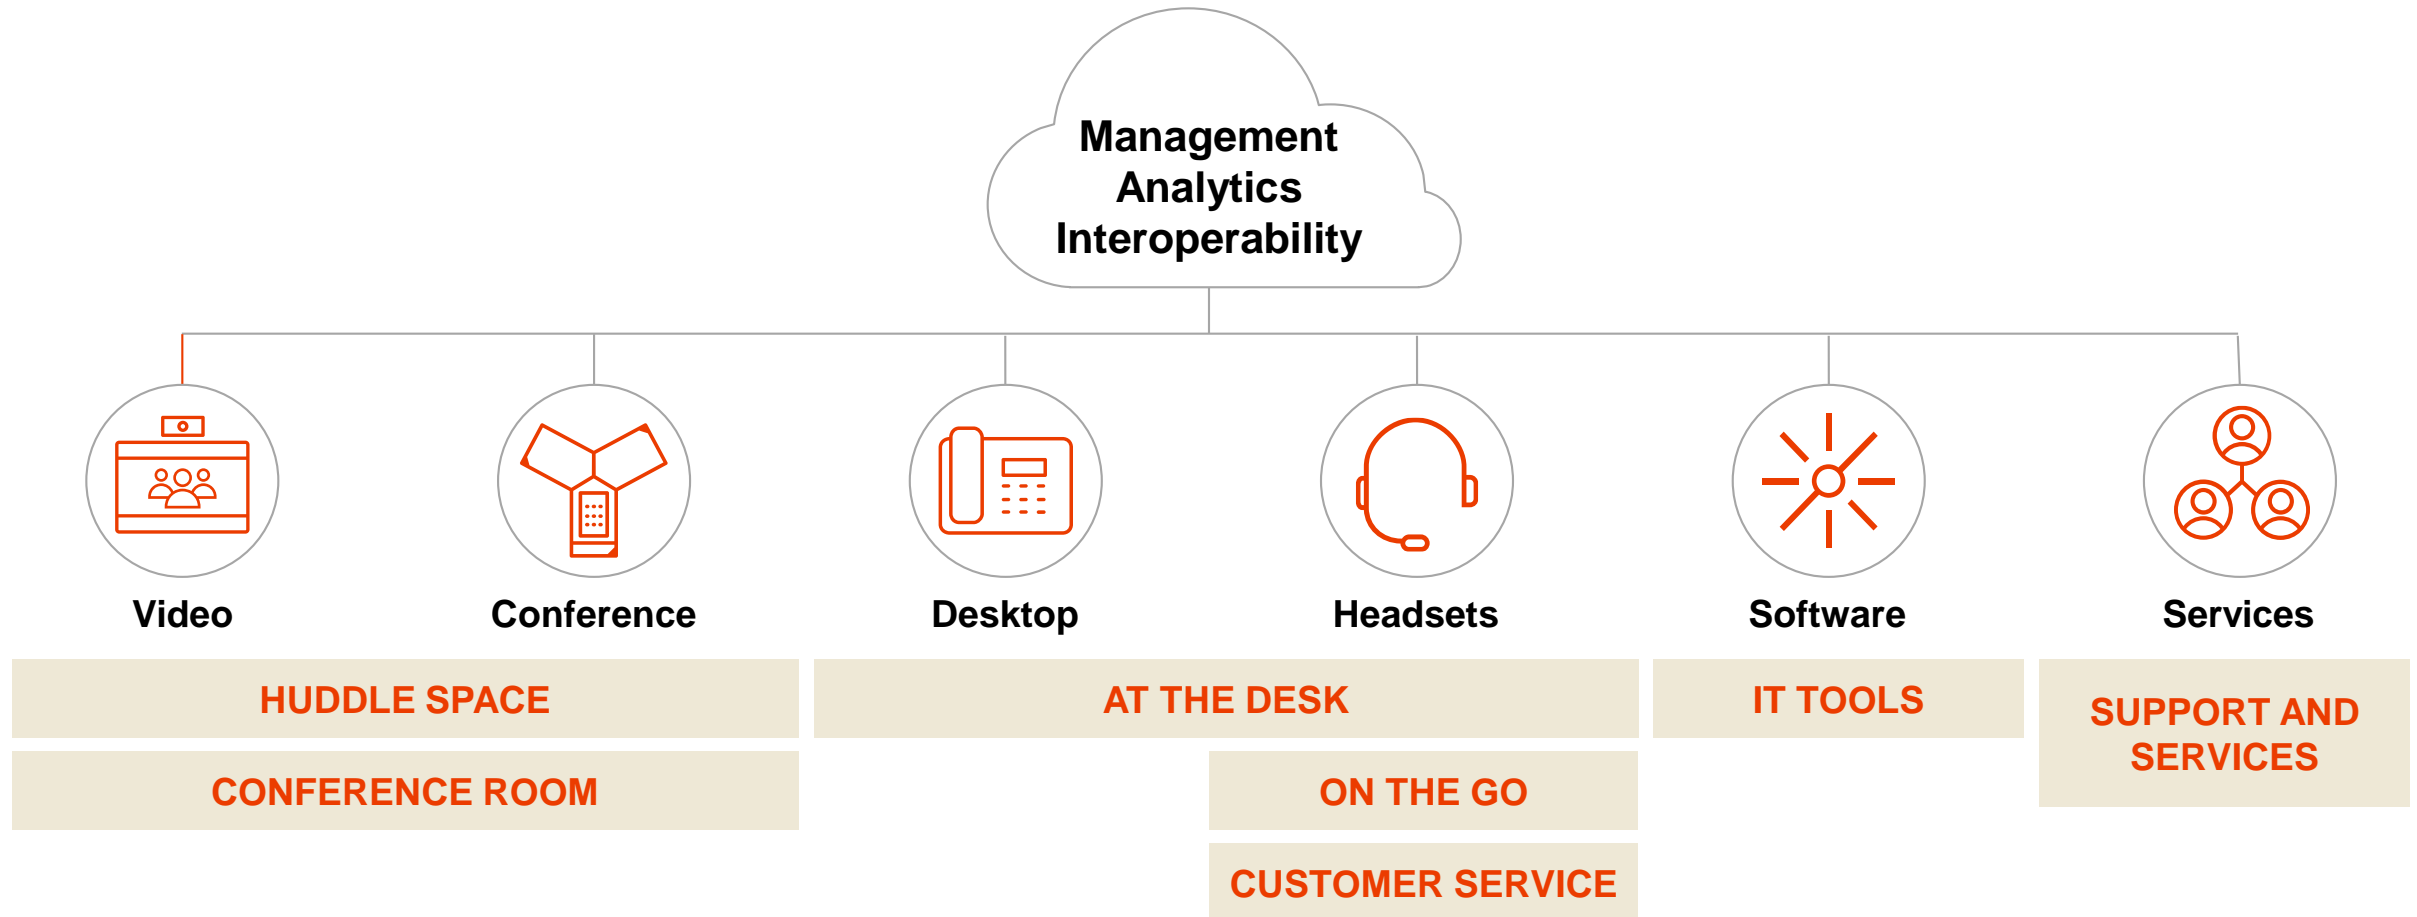 Management
Analytics
Interoperability
Video
Conference
Desktop
Headsets
Software
Services
HUDDLE SPACE
AT THE DESK
IT TOOLS
SUPPORT AND
SERVICES
CONFERENCE ROOM
ON THE GO
CUSTOMER SERVICE